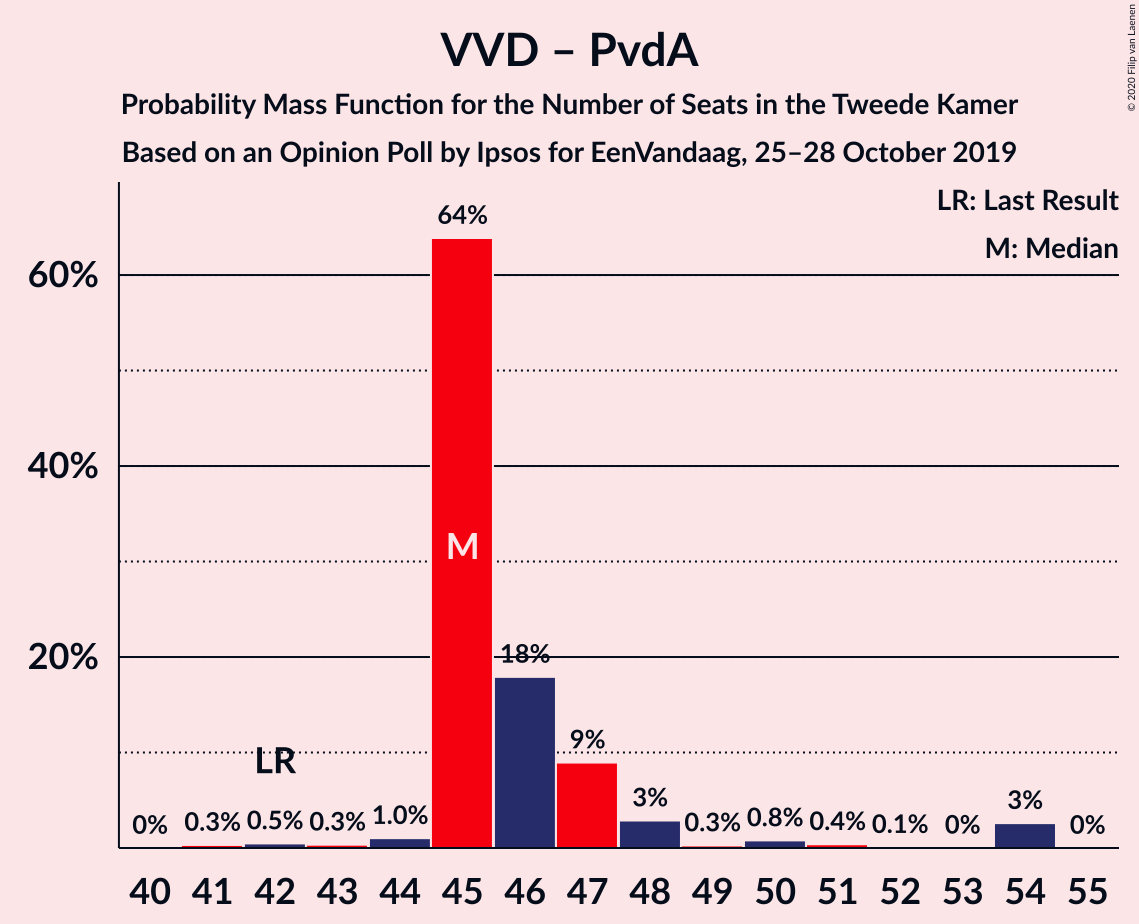 VVD – PvdA
Probability Mass Function for the Number of Seats in the Tweede Kamer
Based on an Opinion Poll by Ipsos for EenVandaag, 25–28 October 2019
© 2020 Filip van Laenen
LR: Last Result
M: Median
60%
40%
20%
64%
M
18%
9%
LR
0%
0.3%
0.5%
0.3%
1.0%
3%
0.3%
0.8%
0.4%
0.1%
0%
3%
0%
40 41 42 43 44 45 46 47 48 49 50 51 52 53 54 55